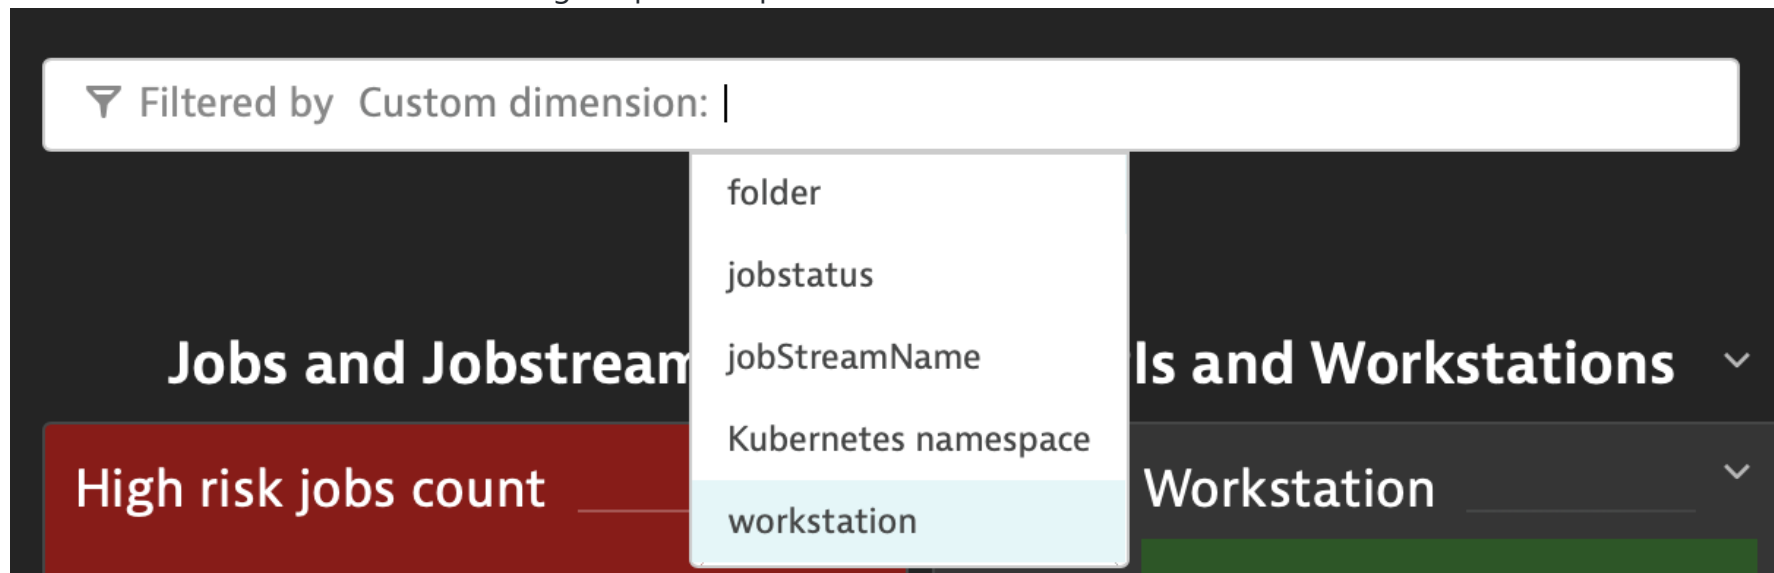 Filtered by Custom dimension:
folder
jobstatus
jobStreamName
Kubernetes namespace
workstation
Jobs and Jobstream
ls and Workstations
High risk jobs count
Workstation